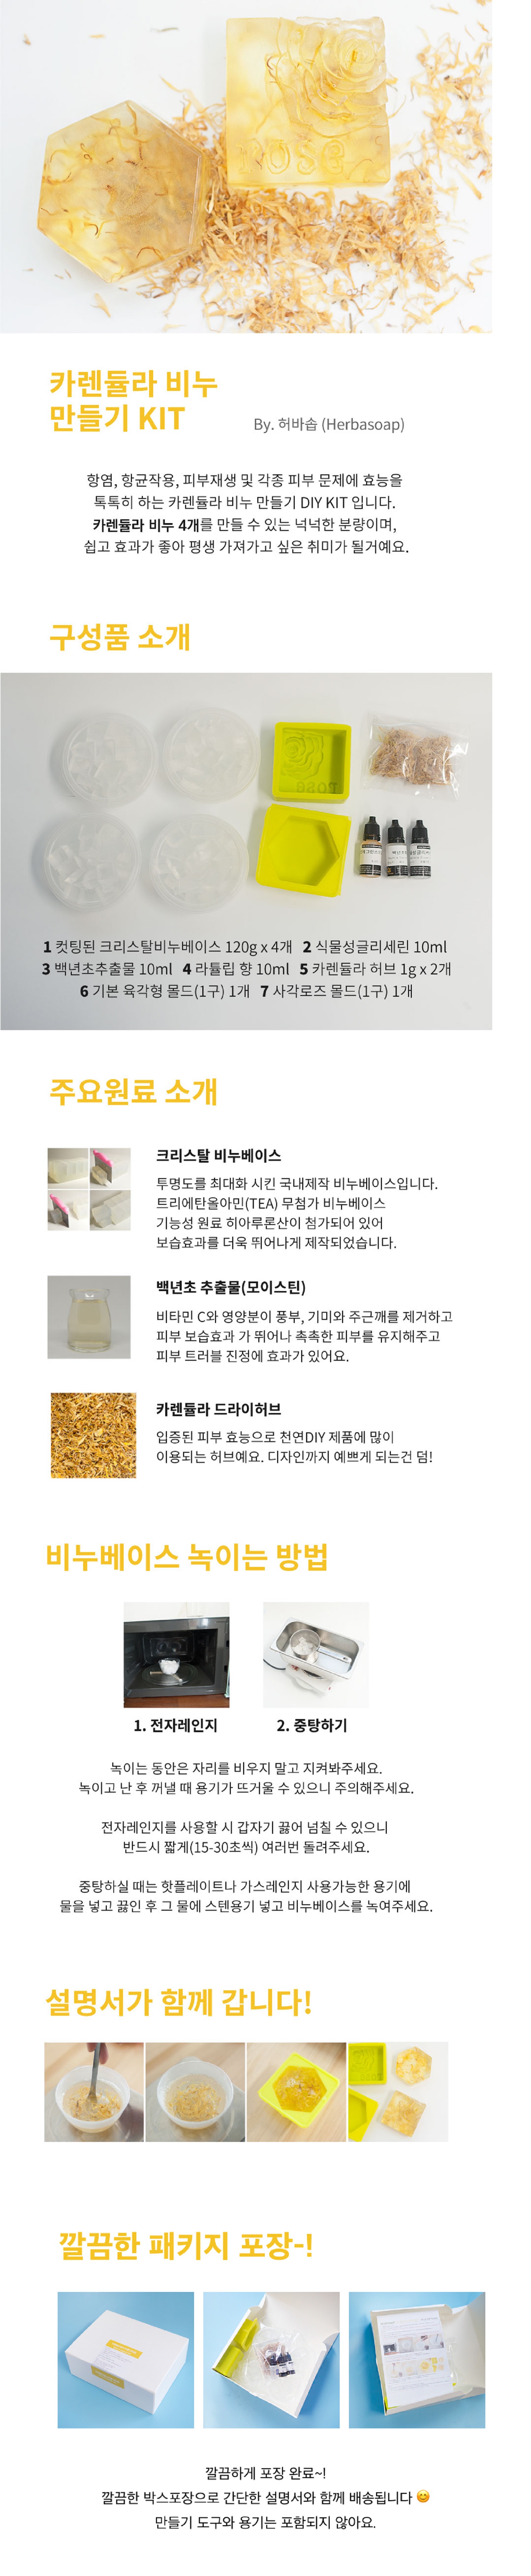 rose
카렌듈라 비누
만들기 KIT
By. 허바솝 (Herbasoap)
항염, 항균작용, 피부재생 및 각종 피부 문제에 효능을
톡톡히 하는 카렌듈라 비누 만들기 DIY KIT 입니다.
카렌듈라 비누 4개를 만들 수 있는 넉넉한 분량이며,
쉽고 효과가 좋아 평생 가져가고 싶은 취미가 될거예요.
구성품 소개
1 컷팅된 크리스탈비누베이스 120g x 4개 2 식물성글리세린 10ml
3 백년초추출물 10ml 4 라튤립 향 10ml 5 카렌듈라 허브 1g x 2개
6 기본 육각형 몰드(1구) 1개 7 사각로즈 몰드(1구) 1개
주요원료 소개
크리스탈 비누베이스
투명도를 최대화 시킨 국내제작 비누베이스입니다.
트리에탄올아민(TEA) 무첨가 비누베이스
기능성 원료 히아루론산이 첨가되어 있어
보습효과를 더욱 뛰어나게 제작되었습니다.
백년초 추출물(모이스틴)
비타민 C와 영양분이 풍부, 기미와 주근깨를 제거하고
피부 보습효과 가 뛰어나 촉촉한 피부를 유지해주고
피부 트러블 진정에 효과가 있어요.
카렌듈라 드라이허브
입증된 피부 효능으로 천연DIY 제품에 많이
이용되는 허브예요. 디자인까지 예쁘게 되는건 덤!
비누베이스 녹이는 방법
1. 전자레인지
2. 중탕하기
녹이는 동안은 자리를 비우지 말고 지켜봐주세요.
녹이고 난 후 꺼낼 때 용기가 뜨거울 수 있으니 주의해주세요.
전자레인지를 사용할 시 갑자기 끓어 넘칠 수 있으니
반드시 짧게(15-30초씩) 여러번 돌려주세요.
중탕하실 때는 핫플레이트나 가스레인지 사용가능한 용기에
물을 넣고 끓인 후 그 물에 스텐용기 넣고 비누베이스를 녹여주세요.
설명서가 함께 갑니다!
깔끔한 패키지 포장-!
깔끔하게 포장 완료~!
깔끔한 박스포장으로 간단한 설명서와 함께 배송됩니다 😊
만들기 도구와 용기는 포함되지 않아요.